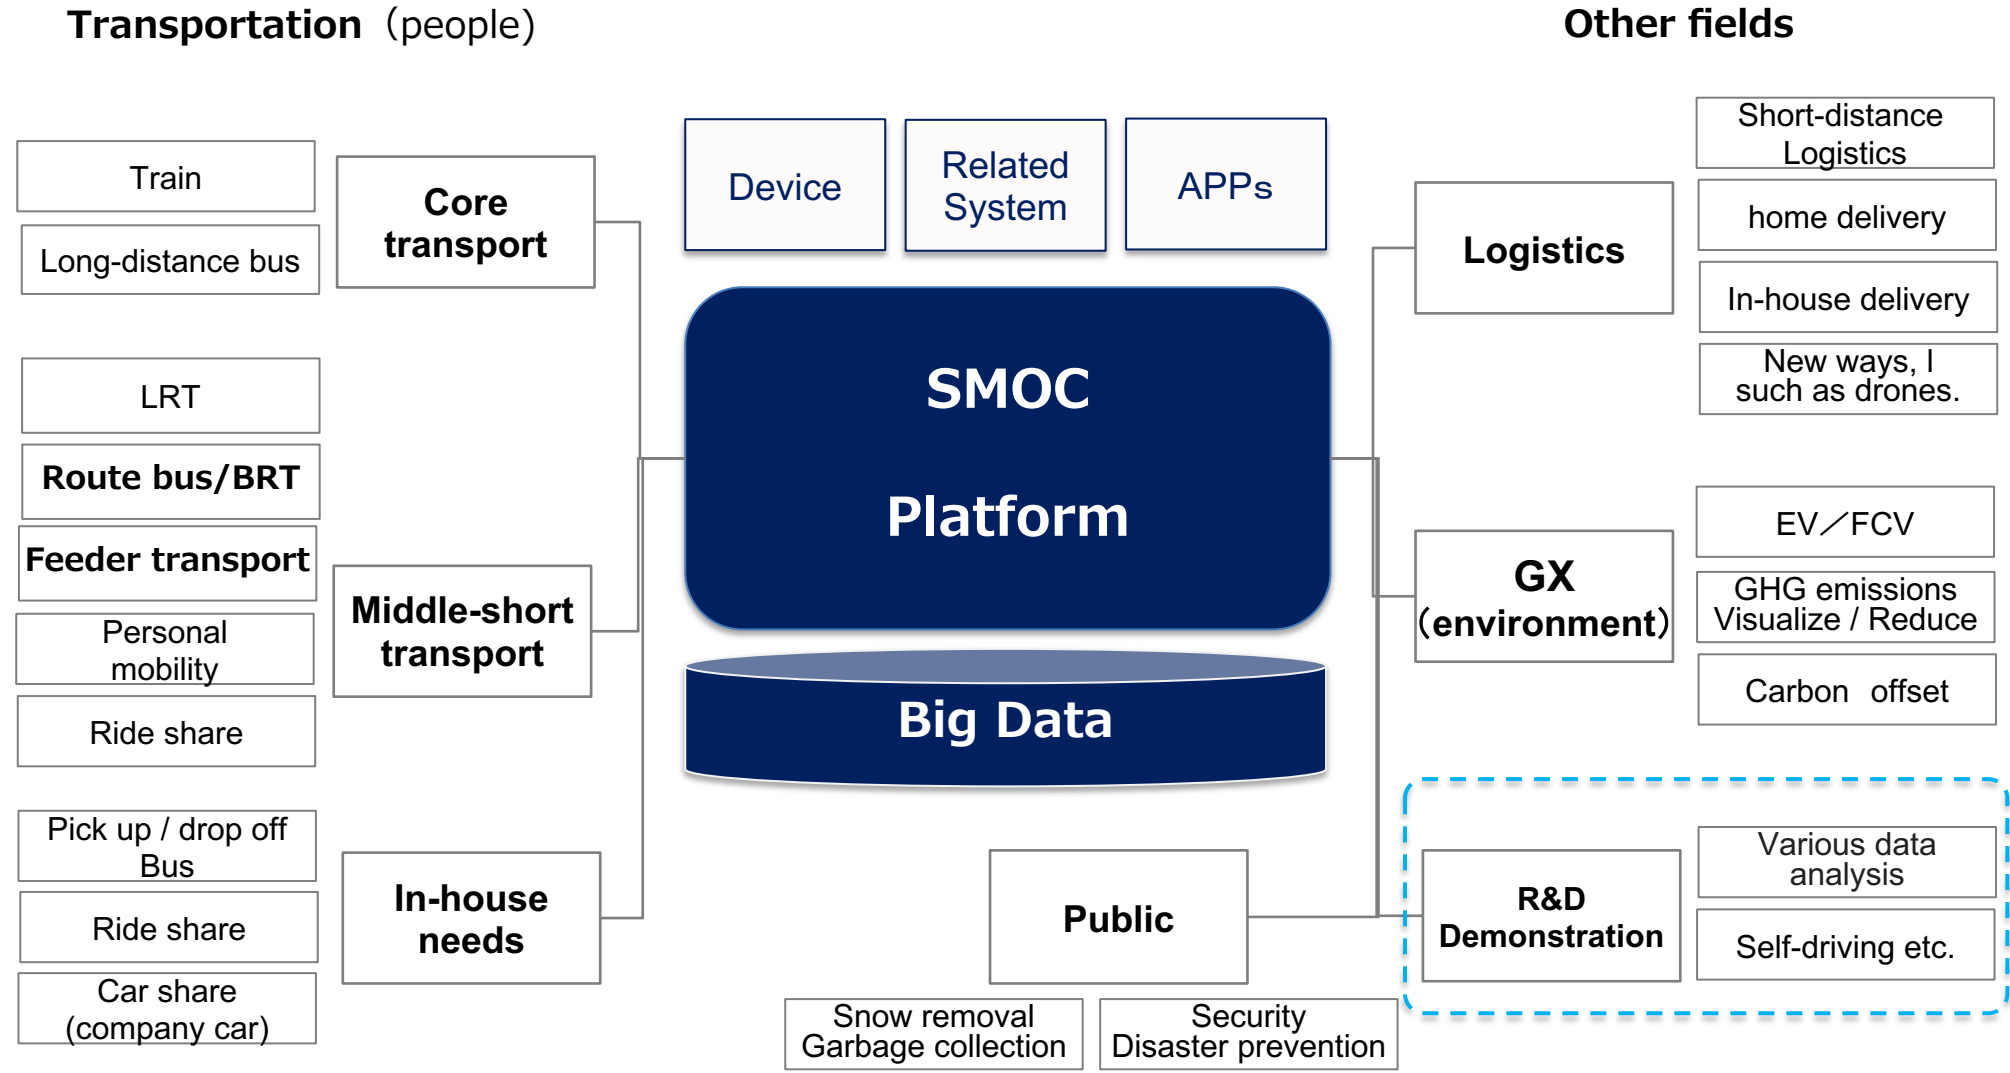 Transportation（people)
Other fields
Train
Long-distance bus
Core
transport
LRT
Route bus/BRT
Feeder transport
Personal
mobility
Ride share
Middle-short
transport
Pick up / drop off
Bus
Ride share
Car share
(company car)
In-house
needs
Device
Related
System
APPs
SMOC
Platform
Big Data
Logistics
Short-distance
Logistics
home delivery
In-house delivery
New ways, l
such as drones.
GX
（environment）
EV／FCV
GHG emissions
Visualize / Reduce
Carbon　offset
Public
Snow removal
Garbage collection
Security
Disaster prevention
R&D
Demonstration
Various data
analysis
Self-driving etc.